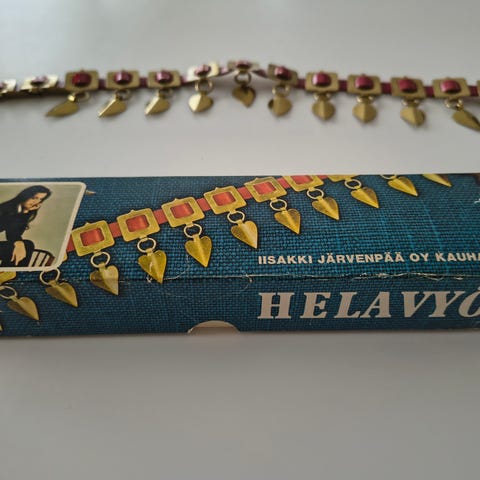 IISAKKI JÄRVENPÄÄ OY KAUHA
HELAVYÖ